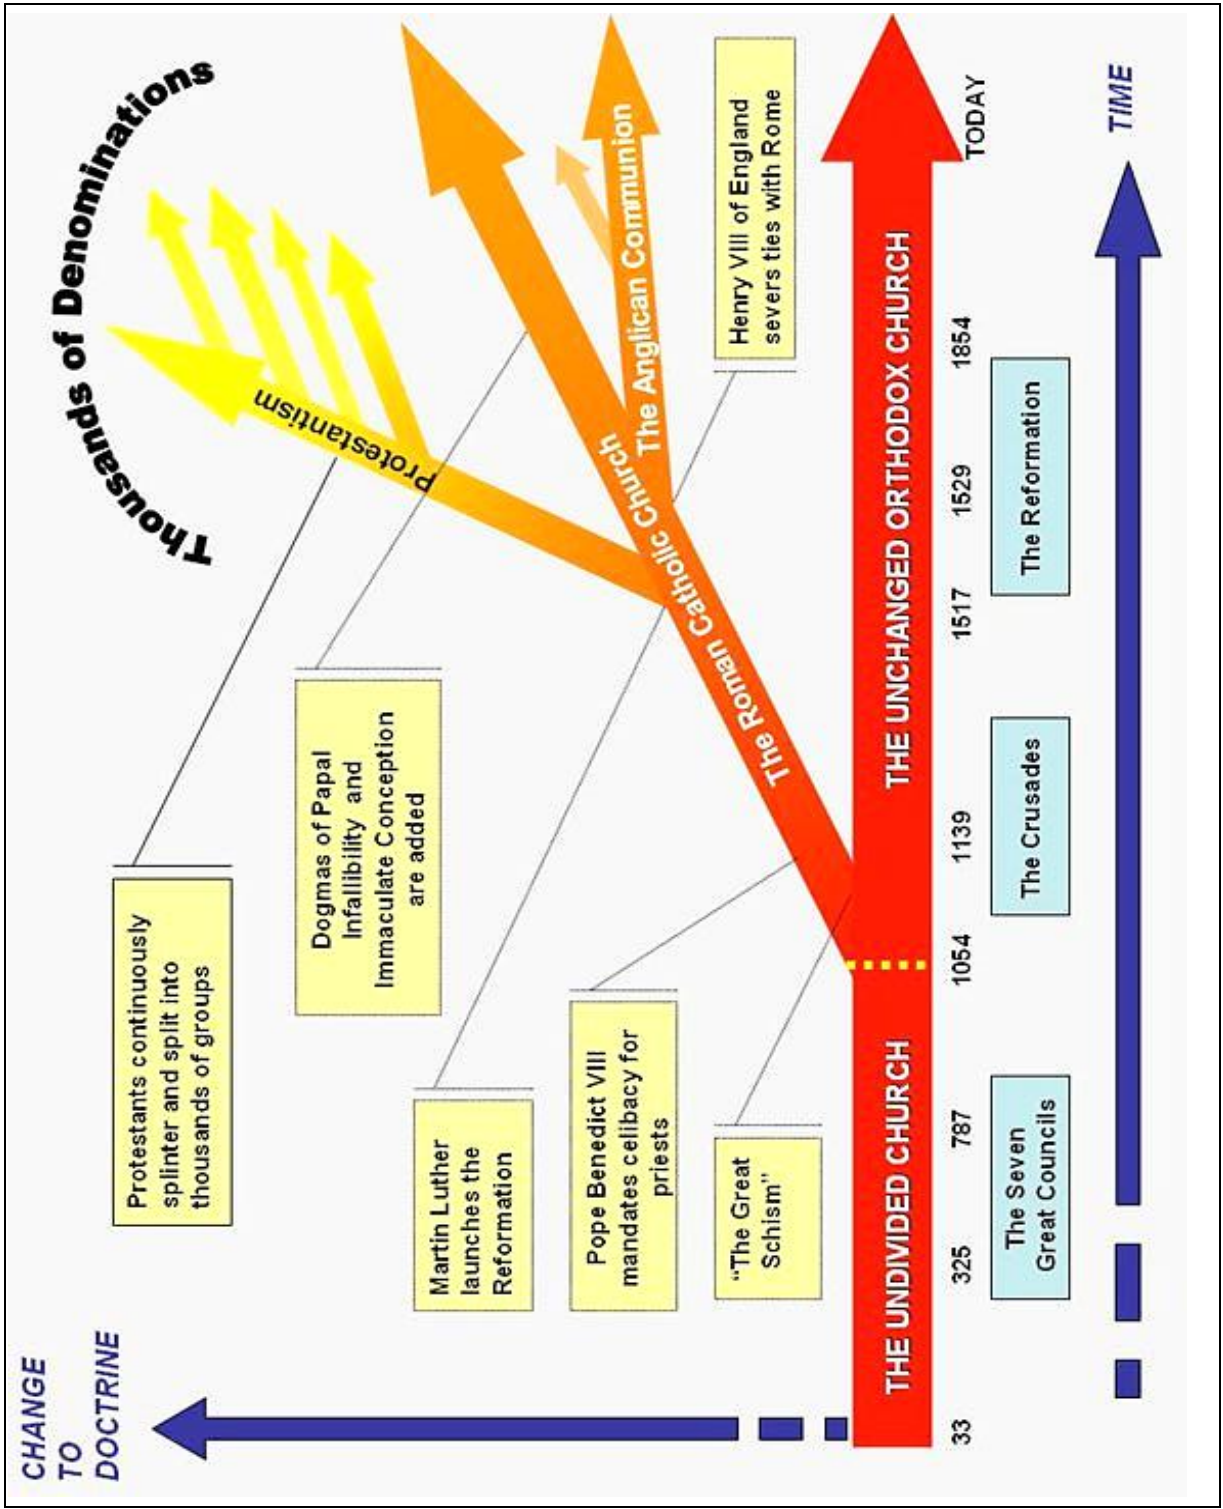 CHANGE
TO
DOCTRINE
Thousands of Denominations
Protestants continuously
splinter and split into
thousands of groups
Dogmas of Papal
Infallibility and
Immaculate Conception
are added
Martin Luther
launches the
Reformation
Pope Benedict VIII
mandates celibacy for
priests
"The Great
Schism"
Henry VIII of England
severs ties with Rome
Protestantism
The Roman Catholic Church
The Anglican Communion
THE UNDIVIDED CHURCH
THE UNCHANGED ORTHODOX CHURCH
33
325
787
1054
1139
1517
1529
1854
TODAY
The Seven
Great Councils
The Crusades
The Reformation
TIME